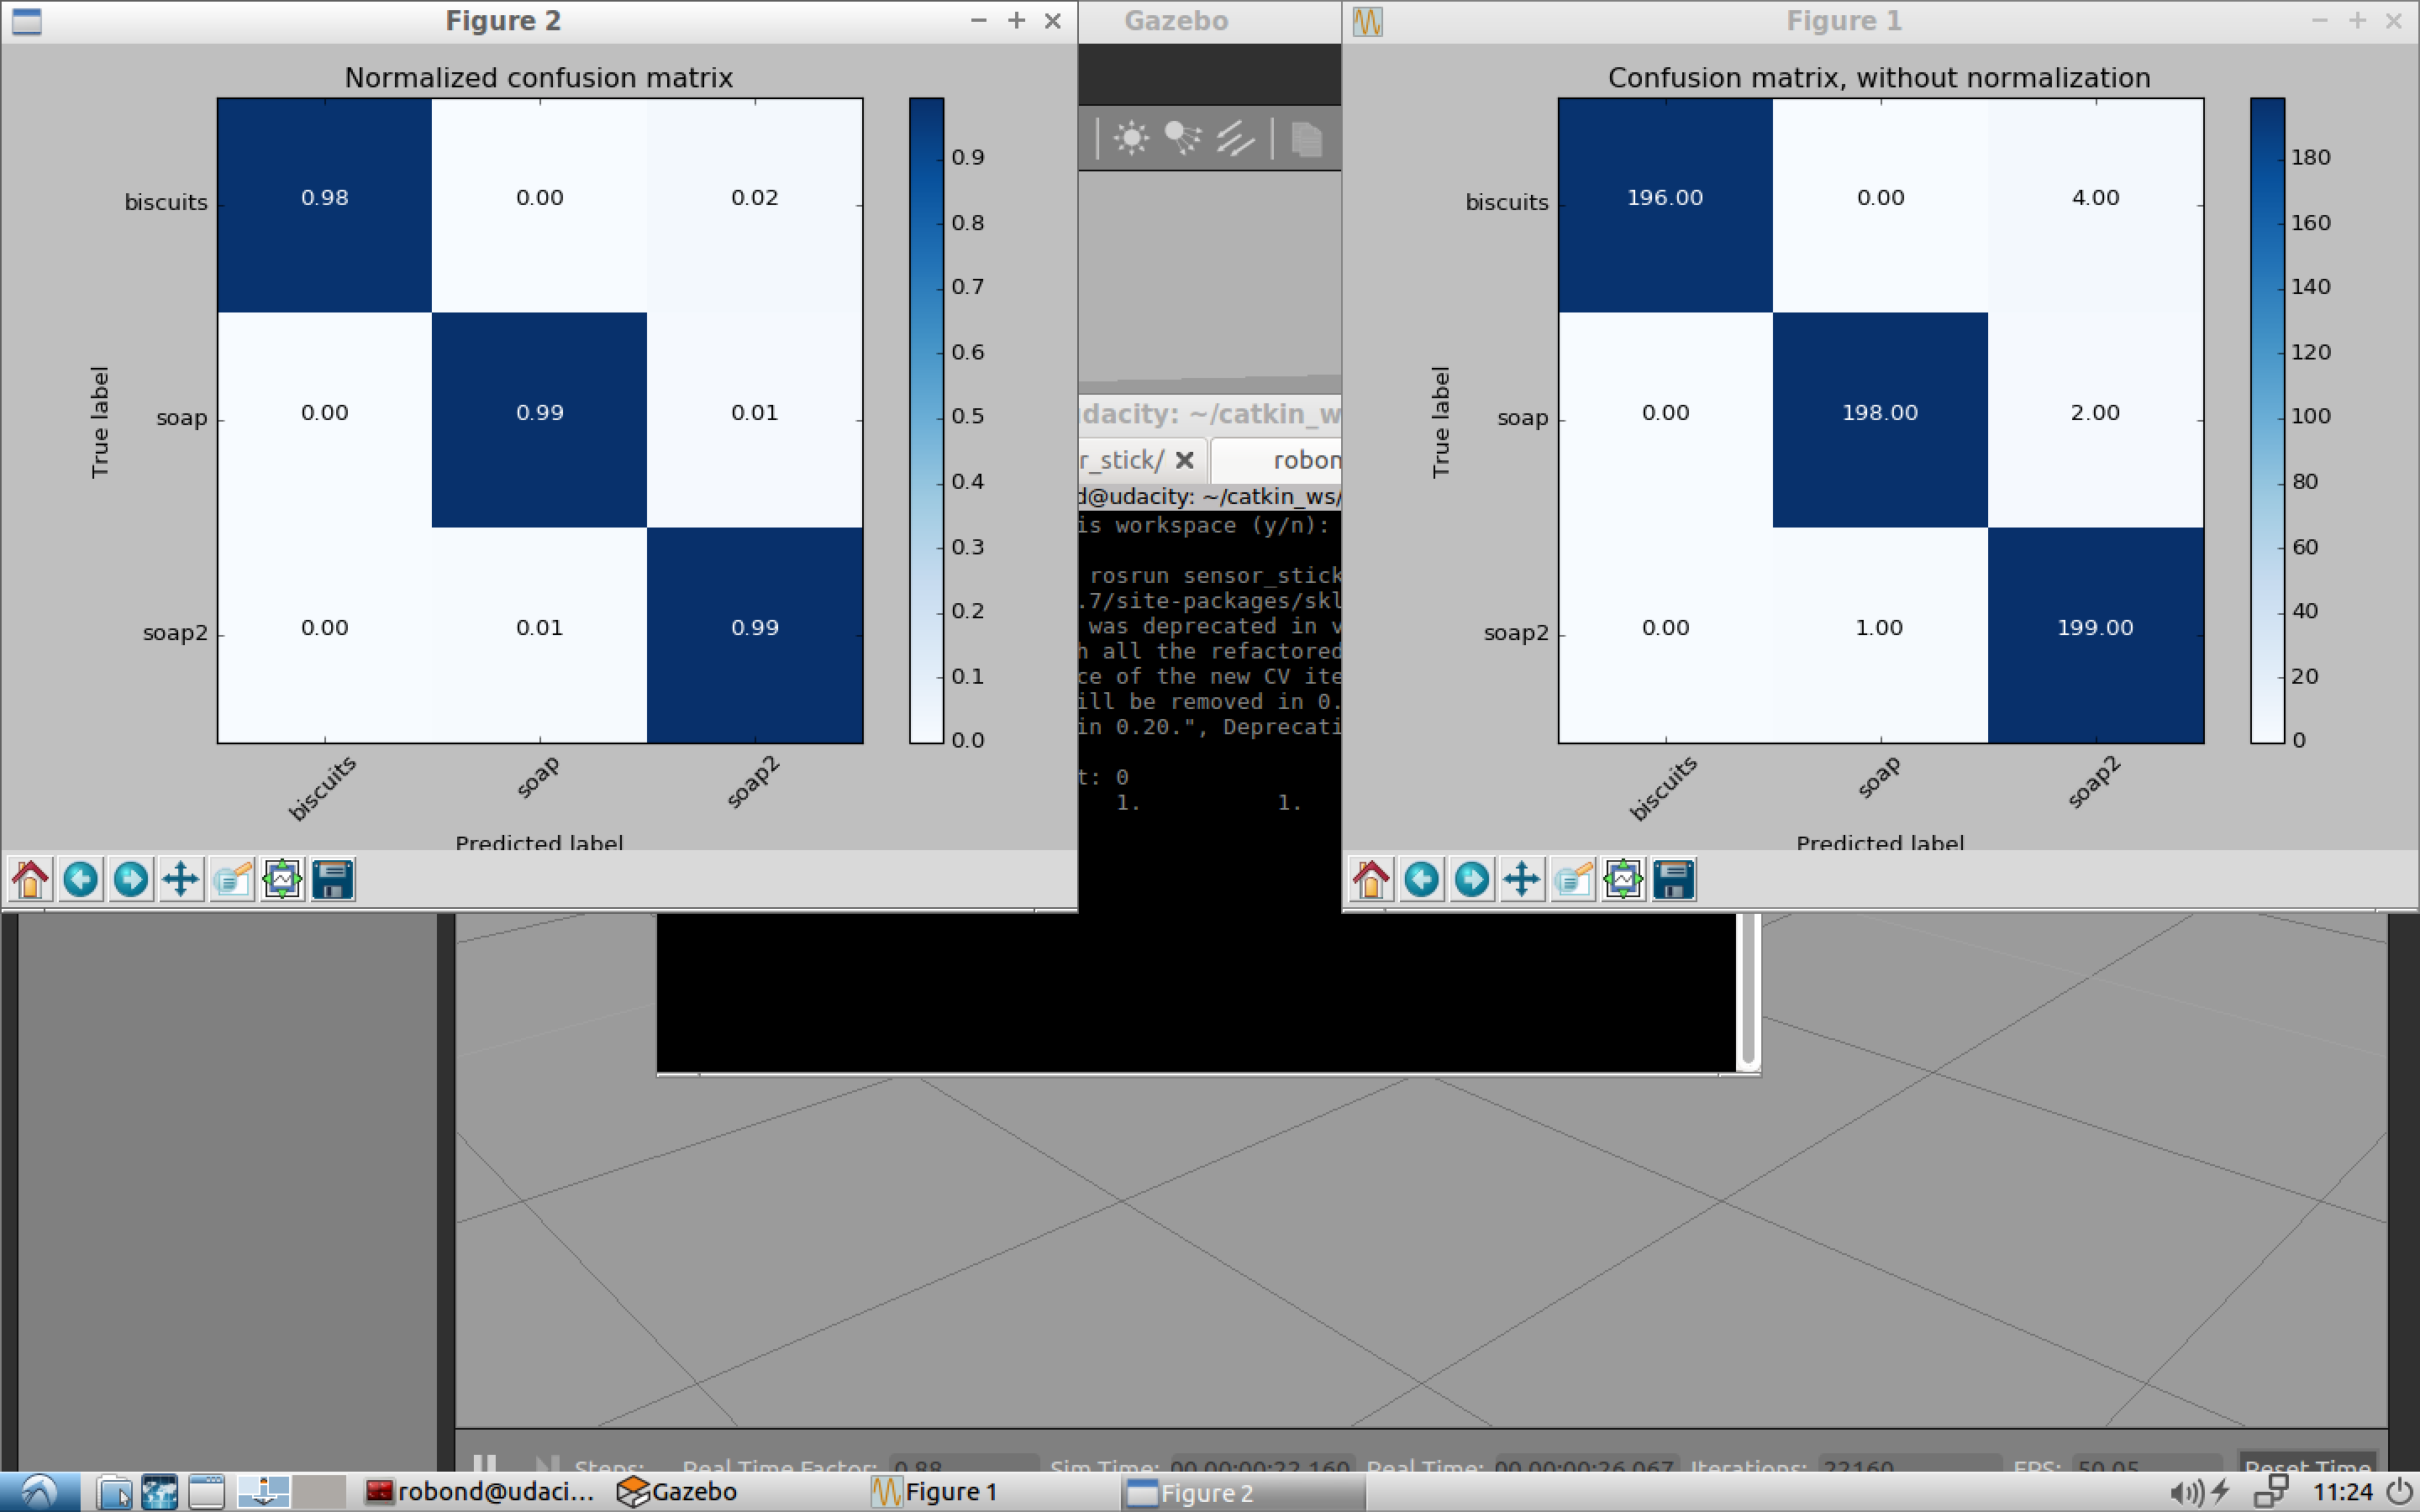 Figure 2
Normalized confusion matrix
biscuits
soap
soap2
True label
0.98 0.00 0.02
0.00 0.99 0.01
0.00 0.01 0.99
0.9
0.8
0.7
0.6
0.5
0.4
0.3
0.2
0.1
0.0
biscuits soap soap2
Predicted label
Gazebo
dacity: ~/catkin_w
r_stick/ robon
d@udacity: ~/catkin_ws/
is workspace (y/n):
rosrun sensor_stick
.7/site-packages/skl
was deprecated in v
h all the refactored
ce of the new CV ite
ill be removed in 0.
in 0.20.", Deprecati
t: 0
1. 1.
Figure 1
Confusion matrix, without normalization
biscuits
soap
soap2
True label
196.00 0.00 4.00
0.00 198.00 2.00
0.00 1.00 199.00
180
160
140
120
100
80
60
40
20
0
biscuits soap soap2
Predicted label
Steps: Real Time Factor: 0.88 Sim Time: 00 00:00:22.160 Real Time: 00 00:00:26.067 Iterations: 22160 FPS: 50.05 Reset Time
robond@udaci... Gazebo Figure 1 Figure 2 11:24